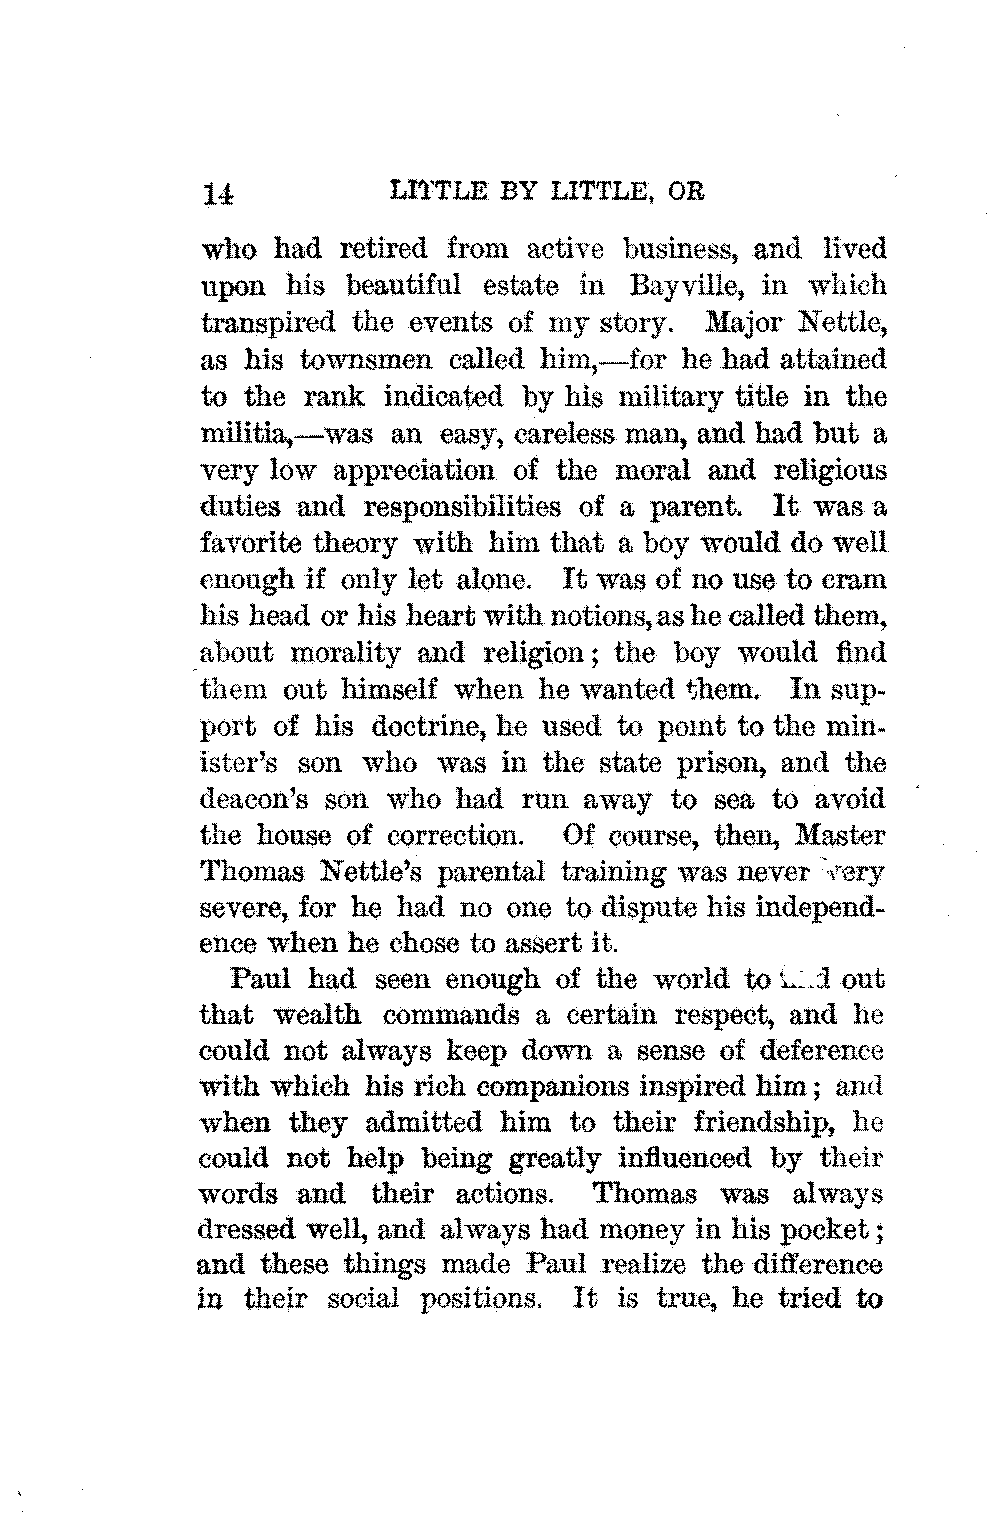 14 LITTLE BY LITTLE, OR
who had retired from active business, and lived
upon his beautiful estate in Bayville, in which
transpired the events of my story. Major Nettle,
as his townsmen called him,—for he had attained
to the rank indicated by his military title in the
militia,—was an easy, careless man, and had but a
very low appreciation of the moral and religious
duties and responsibilities of a parent. It was a
favorite theory with him that a boy would do well
enough if only let alone. It was of no use to cram
his head or his heart with notions, as he called them,
about morality and religion; the boy would find
them out himself when he wanted them. In sup-
port of his doctrine, he used to point to the min-
ister's son who was in the state prison, and the
deacon's son who had run away to sea to avoid
the house of correction. Of course, then, Master
Thomas Nettle's parental training was never very
severe, for he had no one to dispute his independ-
ence when he chose to assert it.
Paul had seen enough of the world to out
that wealth commands a certain respect, and he
could not always keep down a sense of deference
with which his rich companions inspired him; and
when they admitted him to their friendship, he
could not help being greatly influenced by their
words and their actions. Thomas was always
dressed well, and always had money in his pocket;
and these things made Paul realize the difference
in their social positions. It is true, he tried to